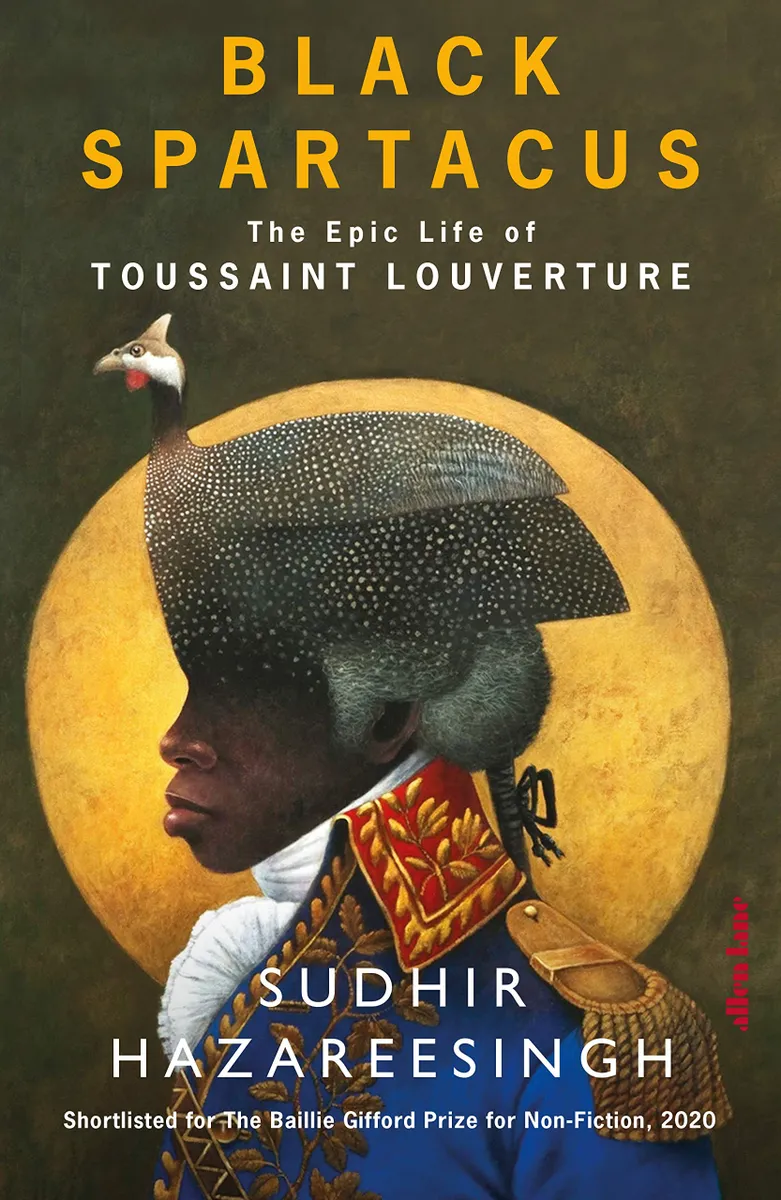 BLACK
SPARTACUS
The Epic Life of
TOUSSAINT LOUVERTURE
SUDHIR
HAZAREESINGH
allen lane
Shortlisted for The Baillie Gifford Prize for Non-Fiction, 2020